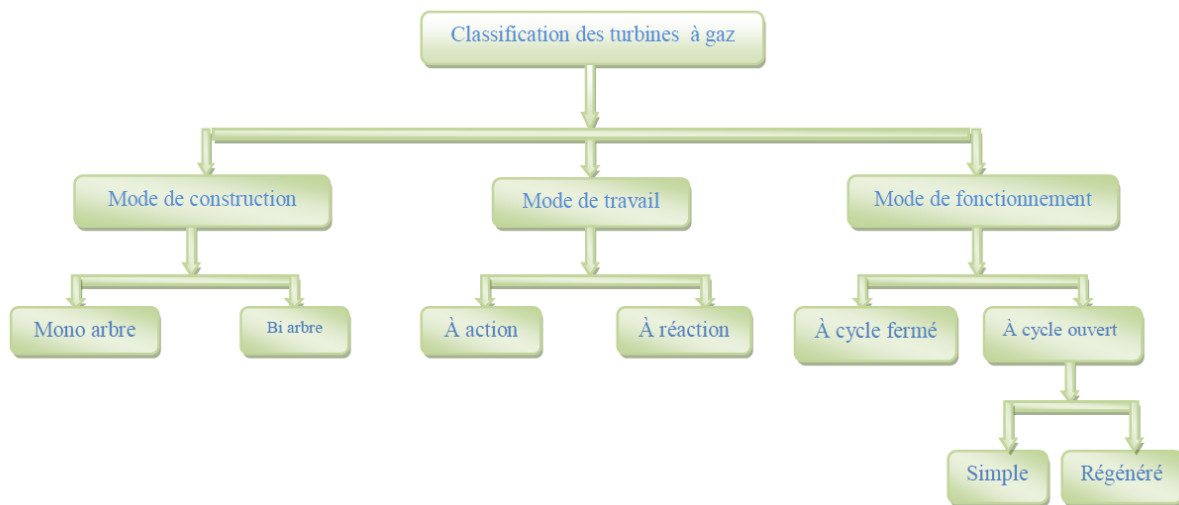 Classification des turbines à gaz
Mode de construction
Mode de travail
Mode de fonctionnement
Mono arbre
Bi arbre
À action
À réaction
À cycle fermé
À cycle ouvert
Simple
Régénéré